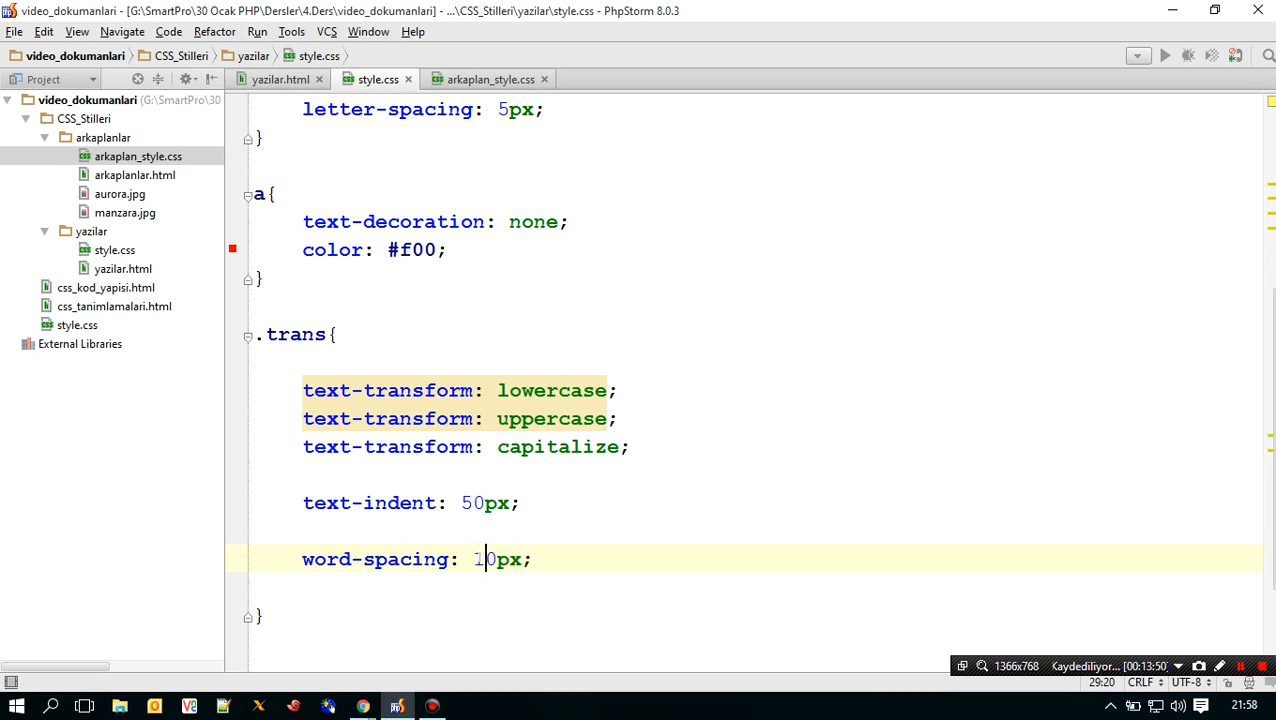 video_dokumanlari - [G:\SmartPro\30 Ocak PHP\Dersler\4.Ders\video_dokumanlari] - ...\CSS_Stilleri\yazilar\style.css - PhpStorm 8.0.3
File Edit View Navigate Code Refactor Run Tools VCS Window Help
video_dokumanlari CSS_Stilleri yazilar style.css
Project yazilar.html style.css arkaplan_style.css
video_dokumanlari (G:\SmartPro\30
CSS_Stilleri
arkaplanlar
arkaplan_style.css
arkaplanlar.html
aurora.jpg
manzara.jpg
yazilar
style.css
yazilar.html
css_kod_yapisi.html
css_tanimlamalari.html
style.css
External Libraries
letter-spacing: 5px;
}
a{
text-decoration: none;
color: #f00;
}
.trans{
text-transform: lowercase;
text-transform: uppercase;
text-transform: capitalize;
text-indent: 50px;
word-spacing: 10px;
}
1366x768 Kaydediliyor... [00:13:50]
29:20 CRLF UTF-8
21:58